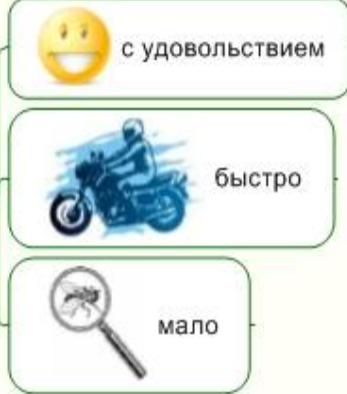 с удовольствием
быстро
мало